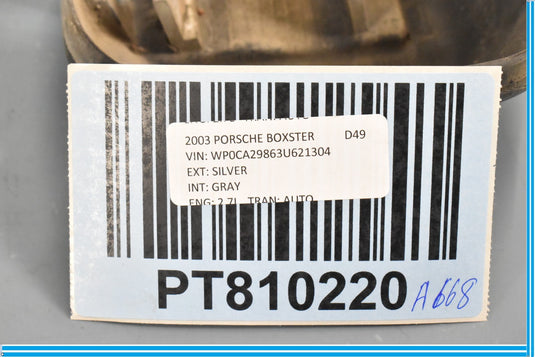 2003 PORSCHE BOXSTER D49
VIN: WP0CA29863U621304
EXT: SILVER
INT: GRAY
ENG: 2.7L TRAN: AUTO
PT810220
A668